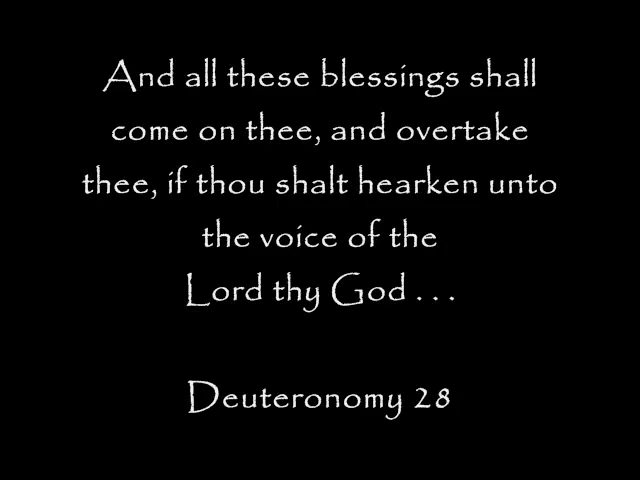 And all these blessings shall
come on thee, and overtake
thee, if thou shalt hearken unto
the voice of the
Lord thy God . . .
Deuteronomy 28